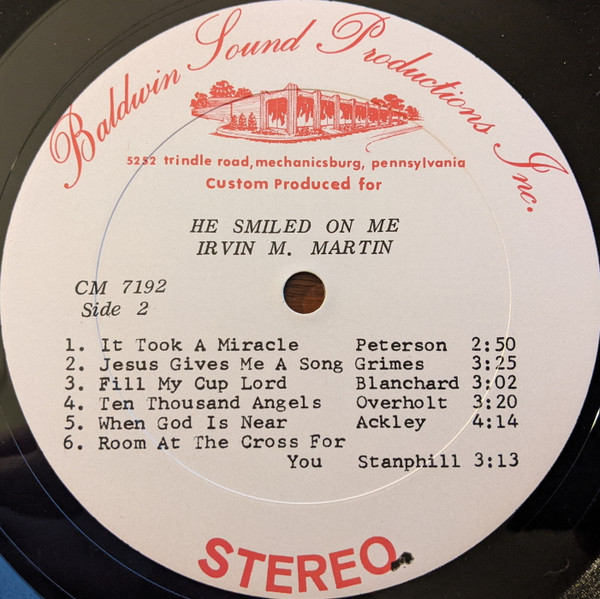 Baldwin Sound Productions Inc.
5252 trindle road, mechanicsburg, pennsylvania
Custom Produced for
HE SMILED ON ME
IRVIN M. MARTIN
CM 7192
Side 2
1. It Took A Miracle Peterson 2:50
2. Jesus Gives Me A Song Grimes 3:25
3. Fill My Cup Lord Blanchard 3:02
4. Ten Thousand Angels Overholt 3:20
5. When God Is Near Ackley 4:14
6. Room At The Cross For
You Stanphill 3:13
STEREO